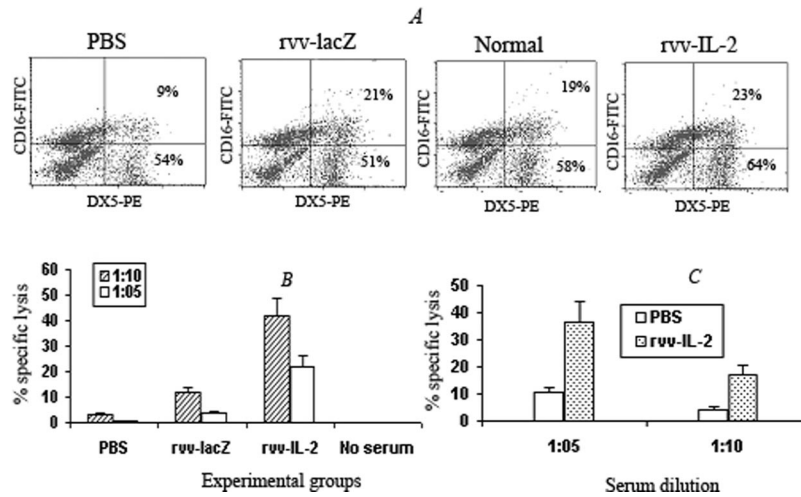 A
PBS
rvv-lacZ
Normal
rvv-IL-2
CD16-FITC
9%
54%
DX5-PE
CD16-FITC
21%
51%
DX5-PE
CD16-FITC
19%
58%
DX5-PE
CD16-FITC
23%
64%
DX5-PE
B
% specific lysis
60
50
40
30
20
10
0
1:10
1:05
PBS
rvv-lacZ
rvv-IL-2
No serum
Experimental groups
C
% specific lysis
50
40
30
20
10
0
PBS
rvv-IL-2
1:05
1:10
Serum dilution